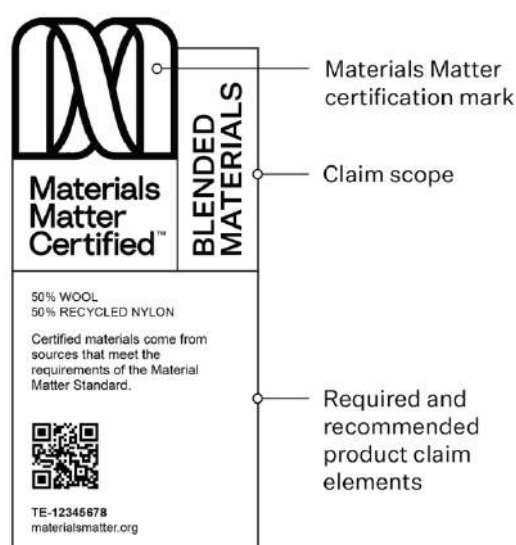 Materials
Matter
Certified™
BLENDED
MATERIALS
50% WOOL
50% RECYCLED NYLON
Certified materials come from
sources that meet the
requirements of the Material
Matter Standard.
TE-12345678
materialsmatter.org
Materials Matter
certification mark
Claim scope
Required and
recommended
product claim
elements